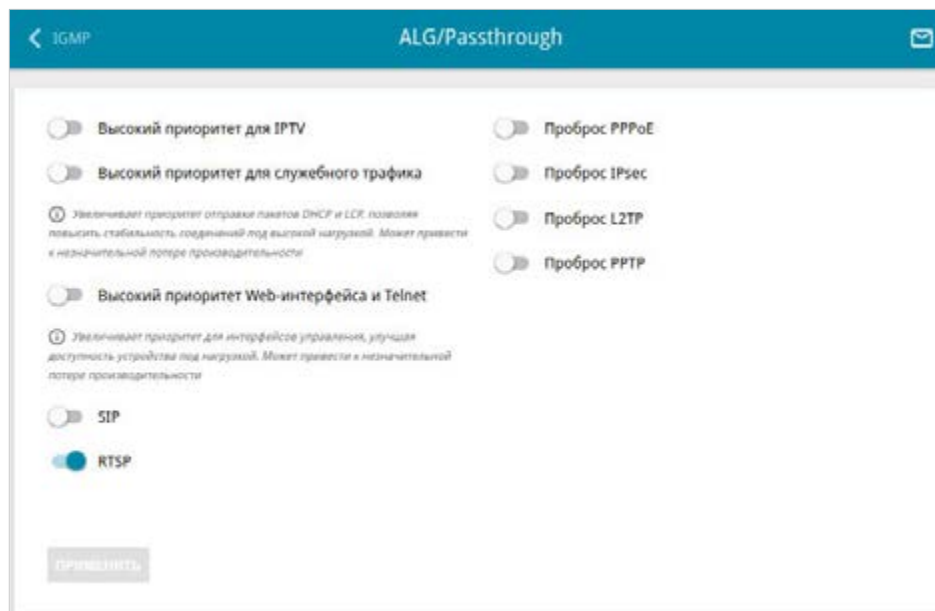 IGMP
ALG/Passthrough
Высокий приоритет для IPTV
Высокий приоритет для служебного трафика
Увеличивает приоритет отправки пакетов DHCP и LCP, позволяя
повысить стабильность соединений под высокой нагрузкой. Может привести
к незначительной потере производительности
Высокий приоритет Web-интерфейса и Telnet
Увеличивает приоритет для интерфейсов управления, улучшая
доступность устройства под нагрузкой. Может привести к незначительной
потере производительности
SIP
RTSP
Проброс PPPoE
Проброс IPsec
Проброс L2TP
Проброс PPTP
ПРИМЕНИТЬ